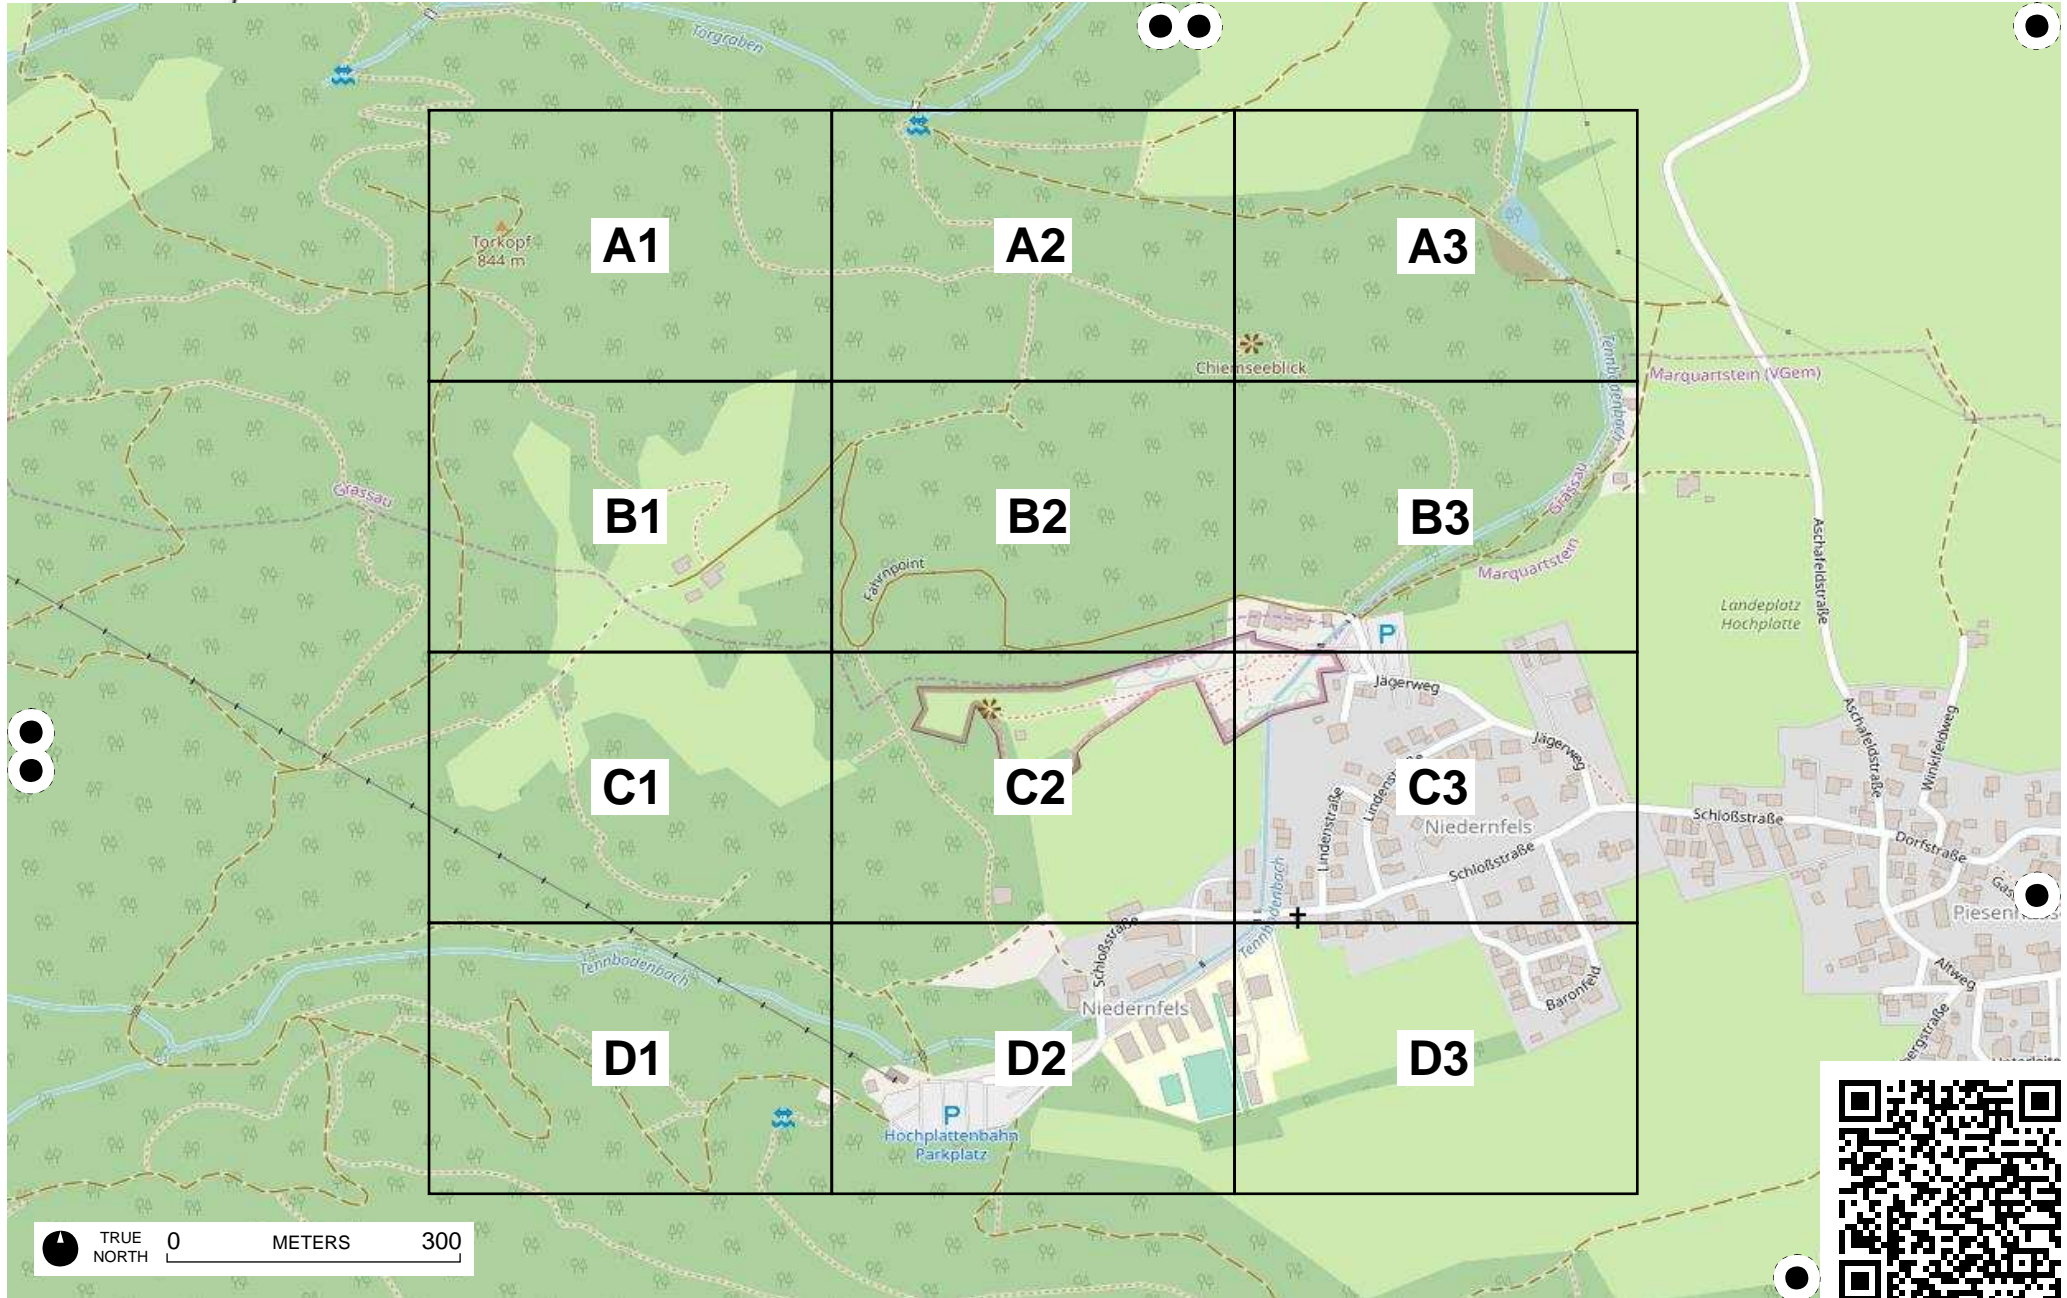 Torgraben
Torkopf
844 m
A1
A2
A3
Chiemseeblick
Tennbodenbach
Marquartstein (VGem)
Grassau
B1
B2
B3
Grassau
Marquartstein
Fahrnpoint
Aschafeldstraße
Landeplatz
Hochplatte
Jägerweg
Jägerweg
Aschafeldstraße
Winklfeldweg
C1
C2
C3
Lindenstraße
Niedernfels
Schloßstraße
Schloßstraße
Dorfstraße
Tennbodenbach
Schloßstraße
Tennbodenbach
Altweg
Baronfeld
Niedernfels
D1
D2
D3
P
P
Hochplattenbahn
Parkplatz
TRUE
NORTH
0
METERS
300